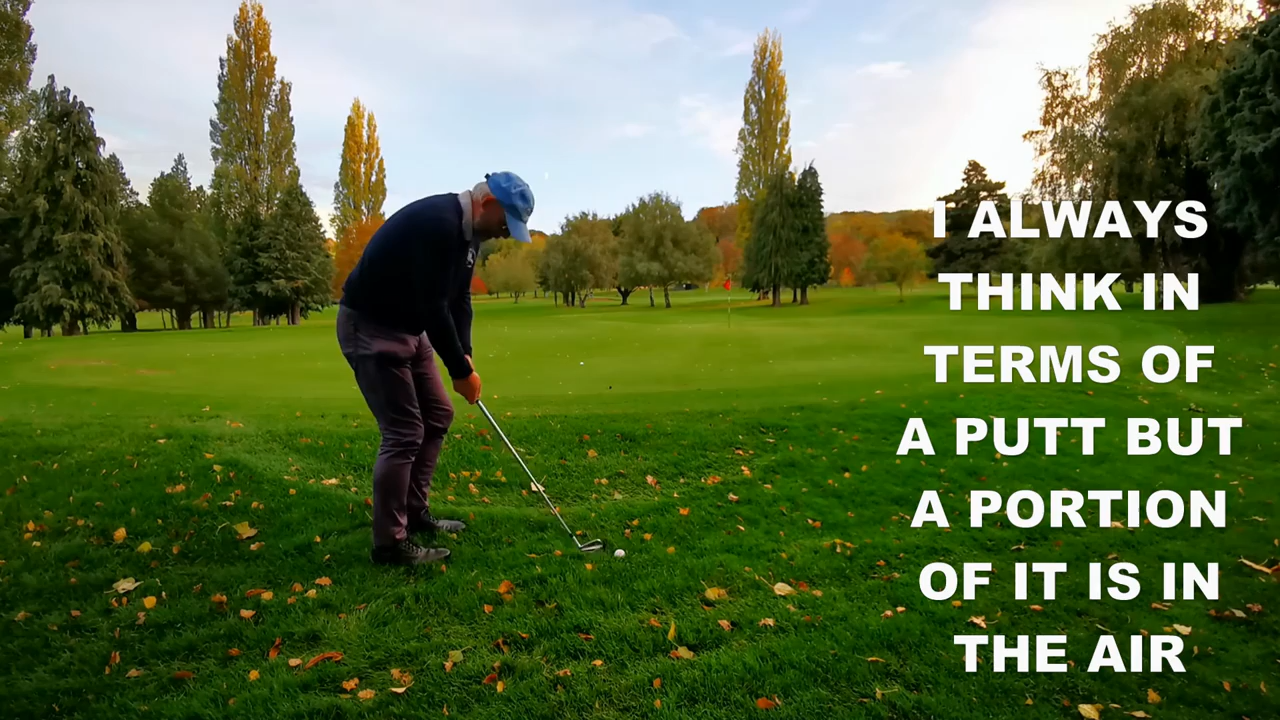 I ALWAYS
THINK IN
TERMS OF
A PUTT BUT
A PORTION
OF IT IS IN
THE AIR